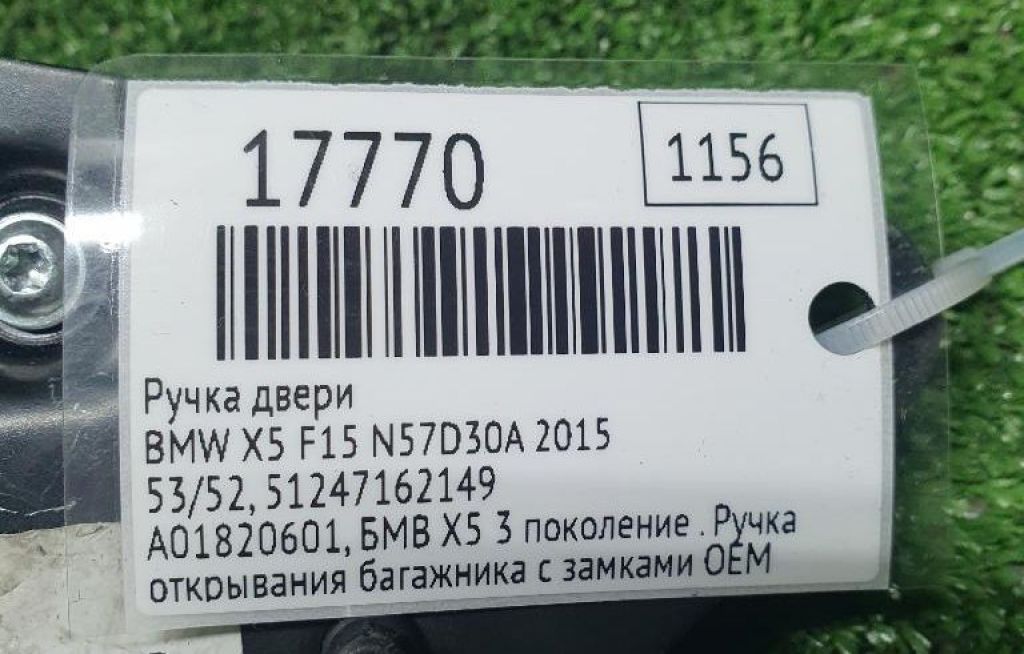 17770
1156
Ручка двери
BMW X5 F15 N57D30A 2015
53/52, 51247162149
A01820601, БМВ Х5 3 поколение . Ручка
открывания багажника с замками OEM